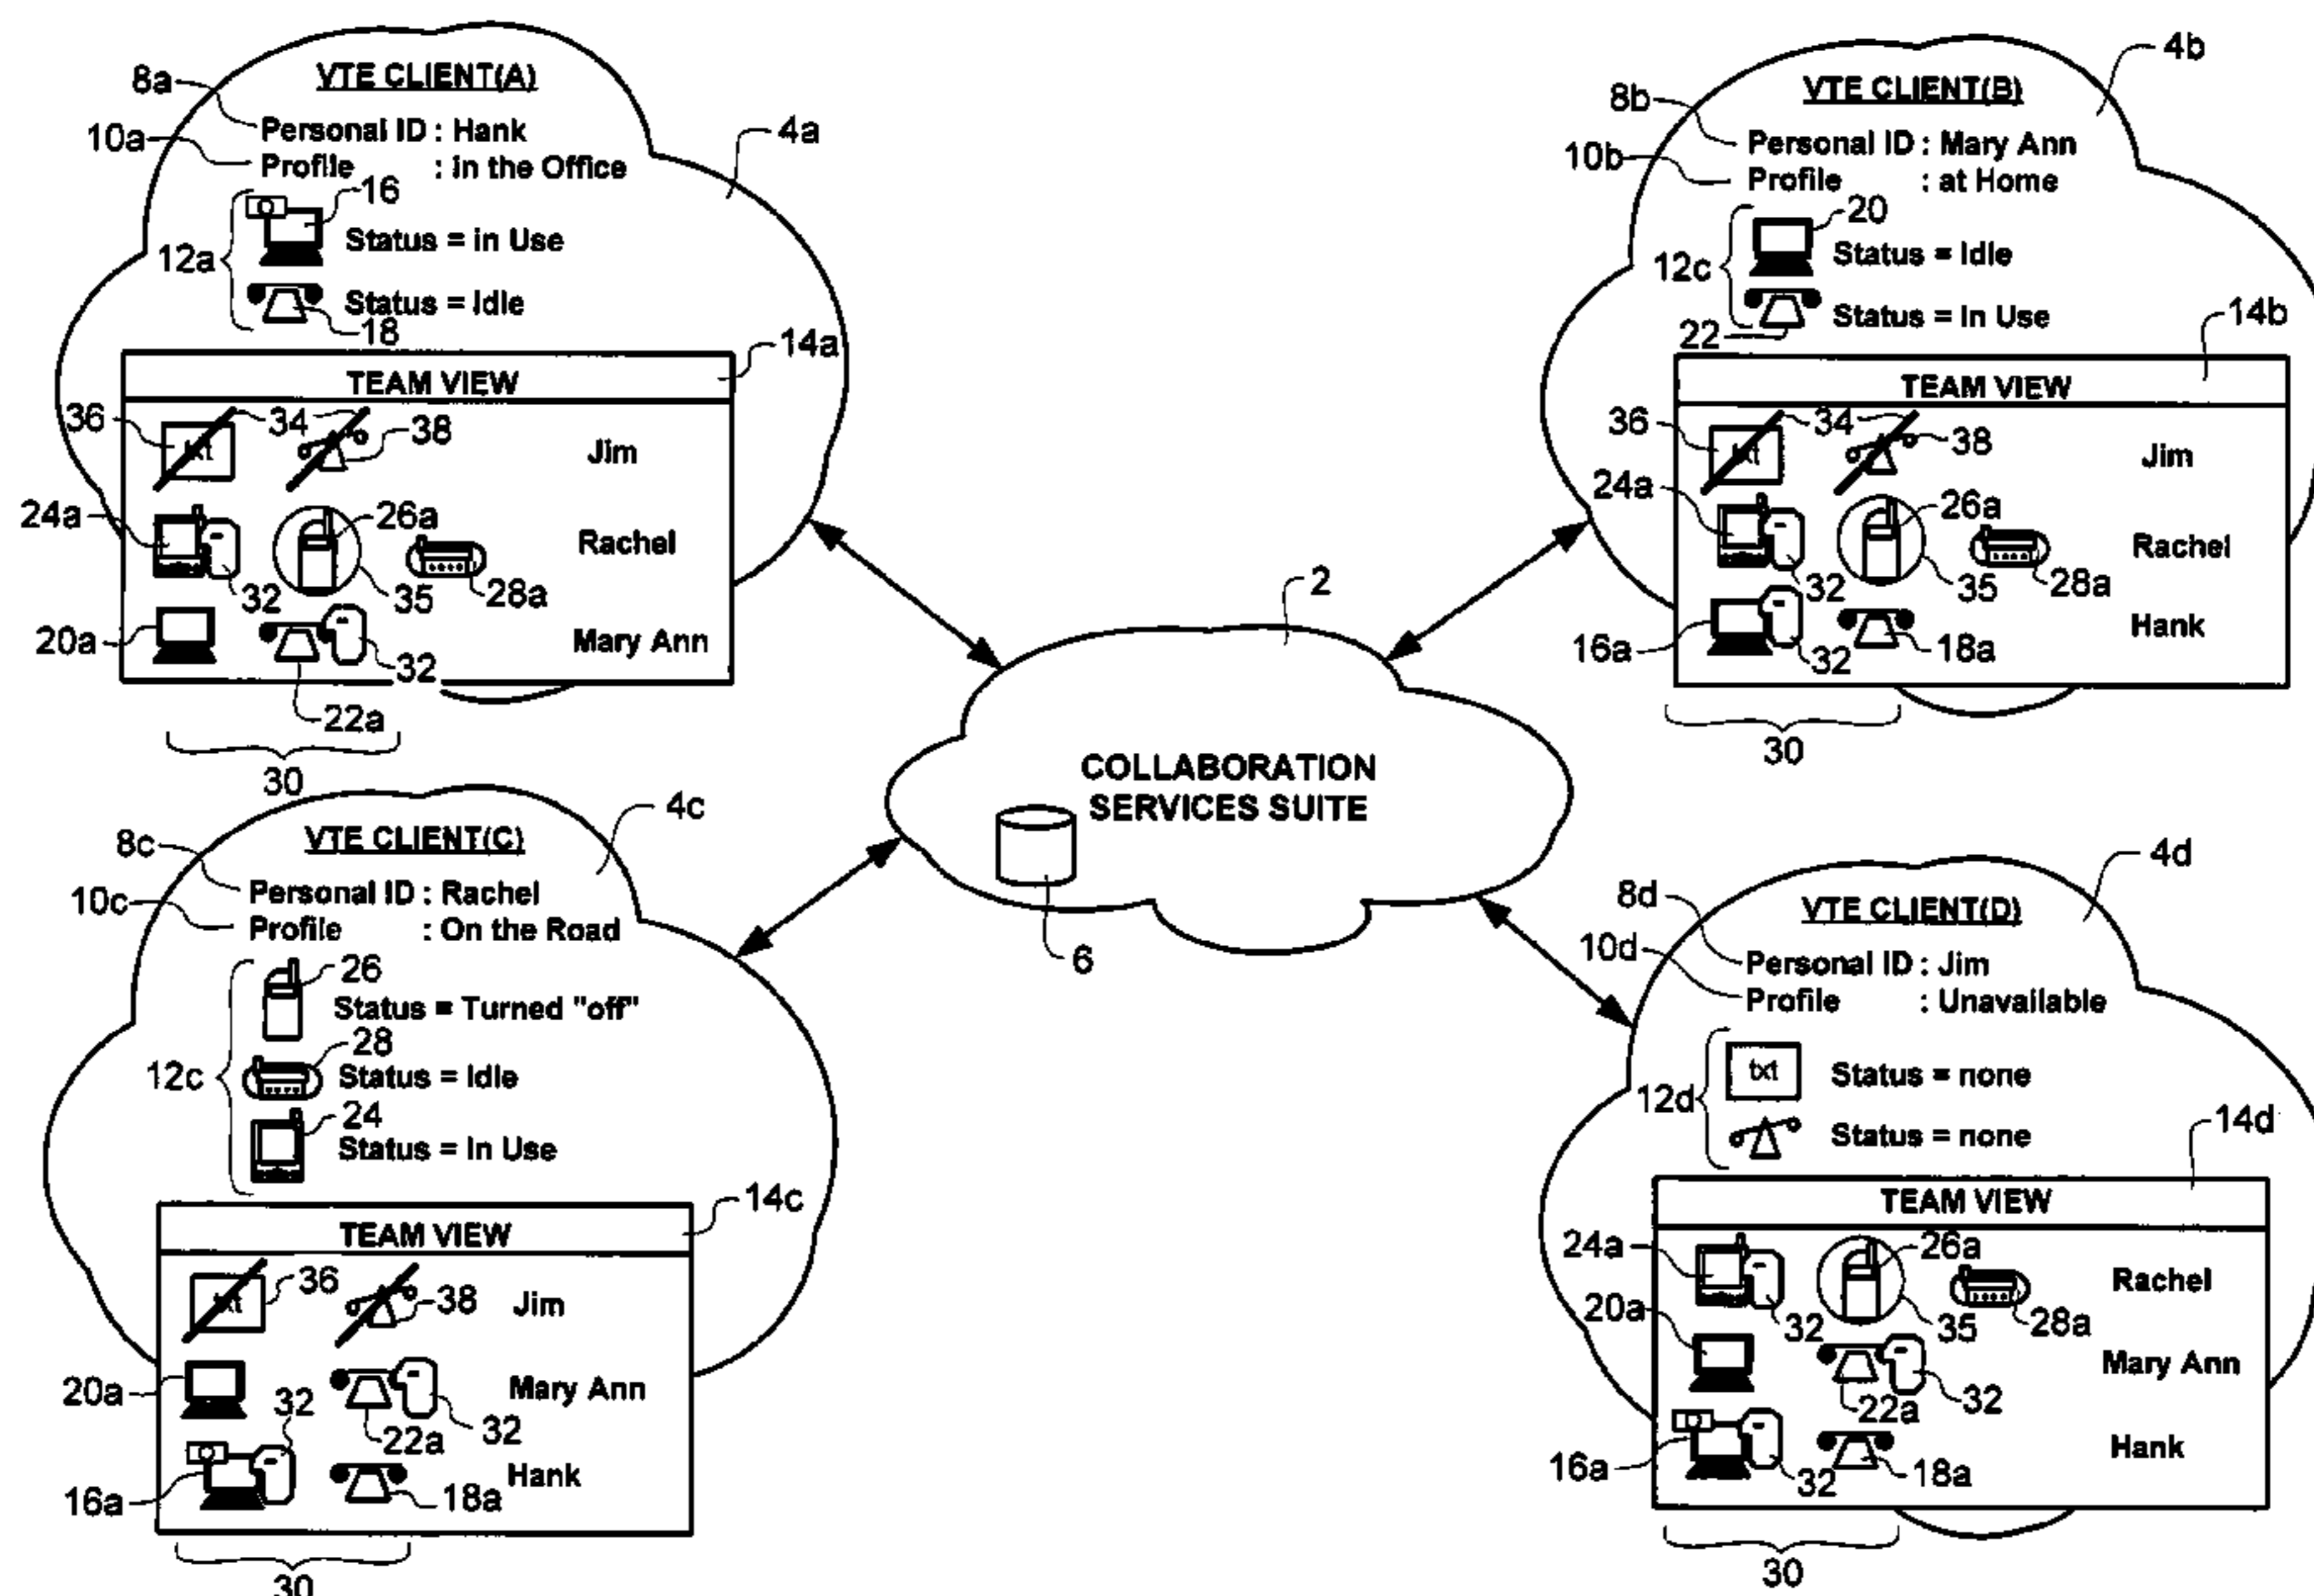 VTE CLIENT(A)
8a
Personal ID : Hank
10a
Profile : in the Office
4a
16
12a
Status = in Use
Status = Idle
18
14a
TEAM VIEW
36
34
38
txt
Jim
24a
26a
Rachel
32
35
28a
20a
Mary Ann
32
22a
30
VTE CLIENT(B)
4b
8b
Personal ID : Mary Ann
10b
Profile : at Home
20
12c
Status = Idle
Status = In Use
22
14b
TEAM VIEW
36
34
38
txt
Jim
24a
26a
Rachel
32
35
28a
16a
Hank
32
18a
30
2
COLLABORATION
SERVICES SUITE
6
VTE CLIENT(C)
4c
8c
Personal ID : Rachel
10c
Profile : On the Road
26
Status = Turned "off"
28
12c
Status = Idle
24
Status = In Use
14c
TEAM VIEW
36
38
txt
Jim
20a
Mary Ann
32
32
22a
Hank
16a
18a
30
VTE CLIENT(D)
4d
8d
Personal ID : Jim
10d
Profile : Unavailable
txt
Status = none
12d
Status = none
14d
TEAM VIEW
24a
26a
Rachel
32
35
28a
20a
Mary Ann
22a
32
16a
Hank
32
18a
30